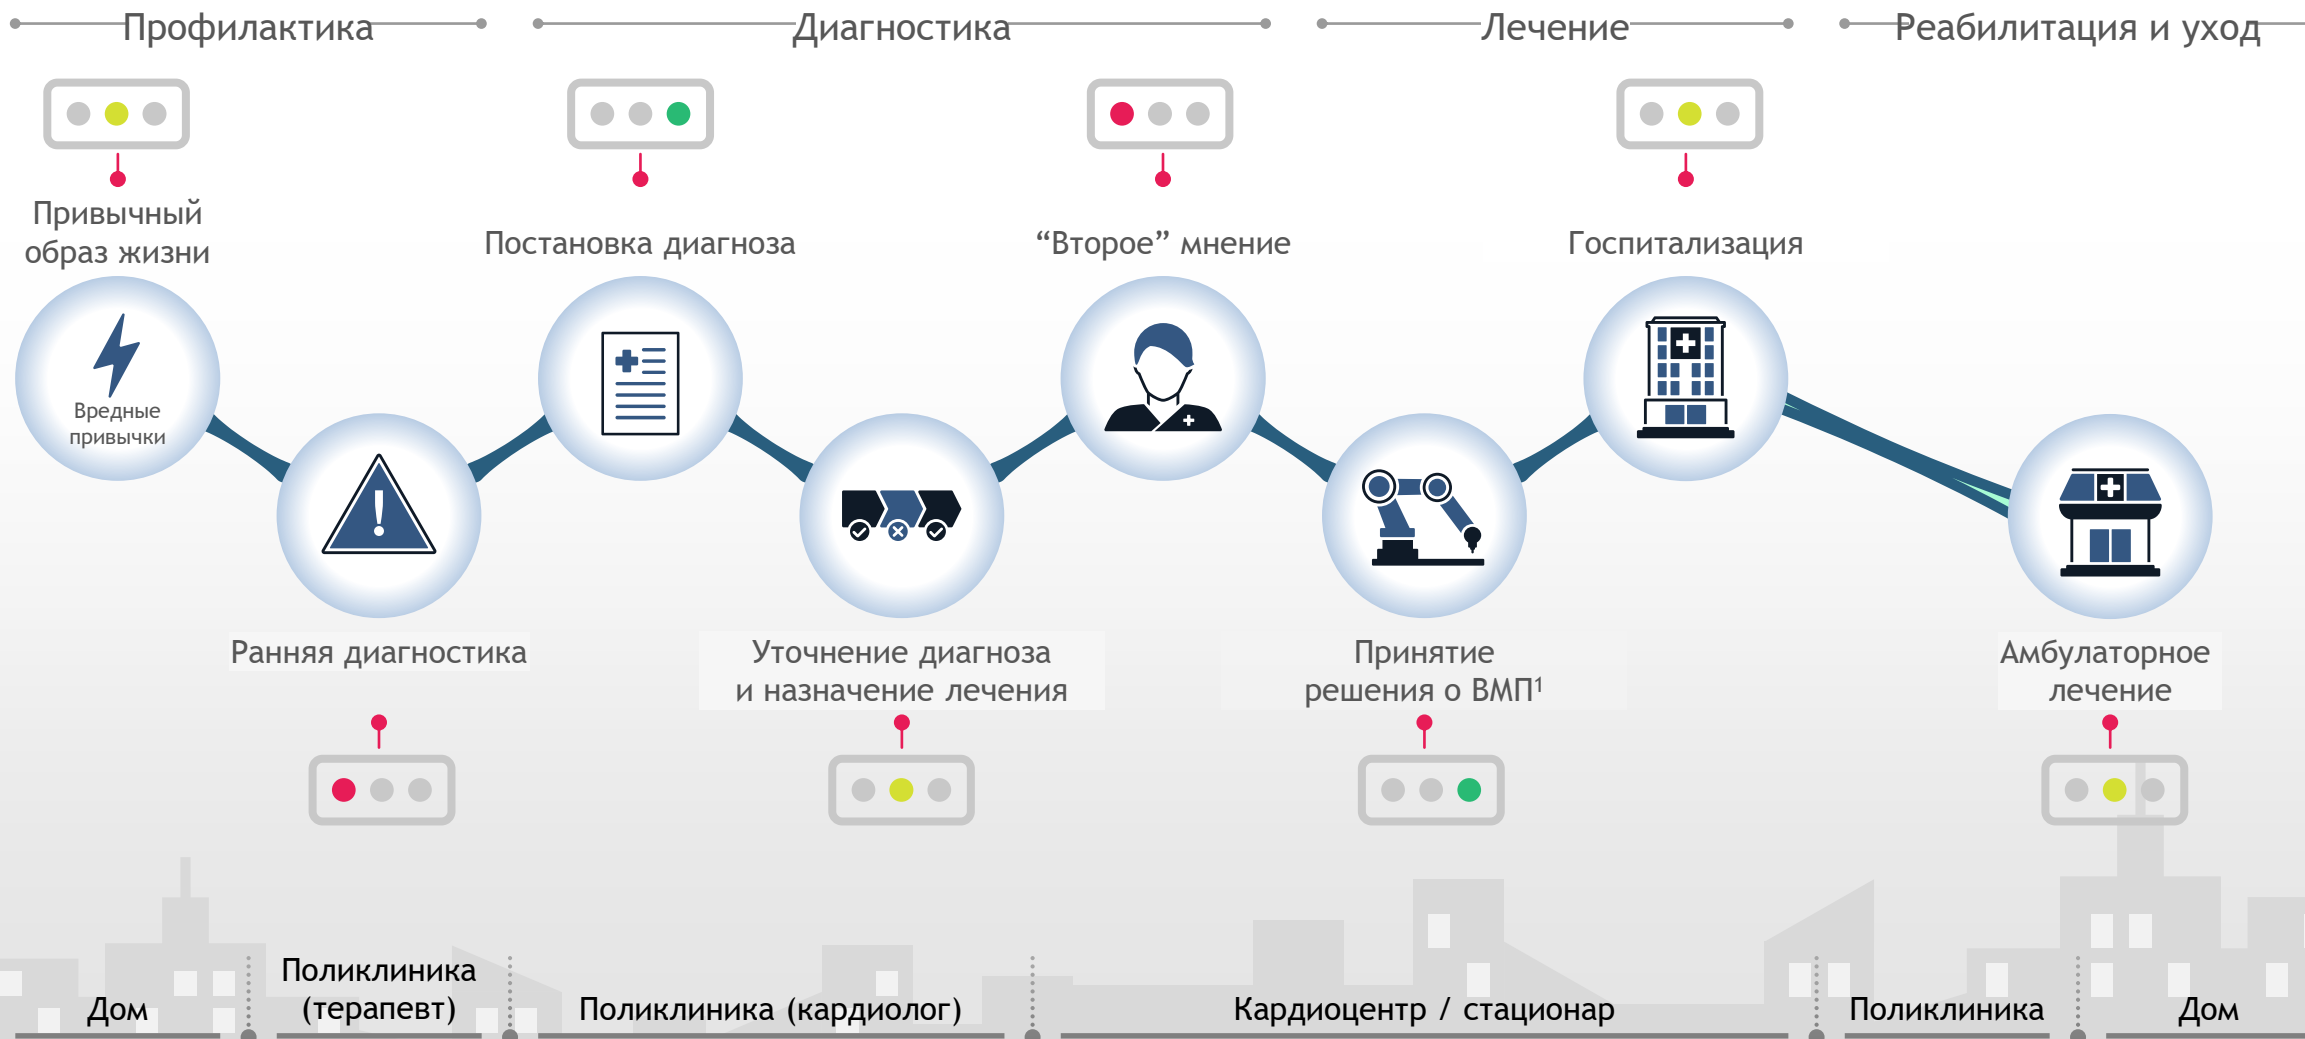 Профилактика
Диагностика
Лечение
Реабилитация и уход
Привычный
образ жизни
Постановка диагноза
“Второе” мнение
Госпитализация
Вредные
привычки
Ранняя диагностика
Уточнение диагноза
и назначение лечения
Принятие
решения о ВМП¹
Амбулаторное
лечение
Дом
Поликлиника
(терапевт)
Поликлиника (кардиолог)
Кардиоцентр / стационар
Поликлиника
Дом